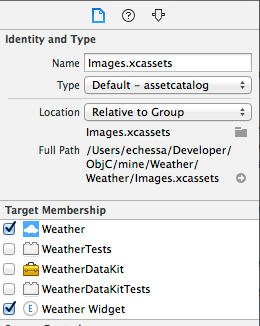 Identity and Type
Name Images.xcassets
Type Default - assetcatalog
Location Relative to Group
Images.xcassets
Full Path /Users/echessa/Developer/
ObjC/mine/Weather/
Weather/Images.xcassets
Target Membership
Weather
WeatherTests
WeatherDataKit
WeatherDataKitTests
E Weather Widget